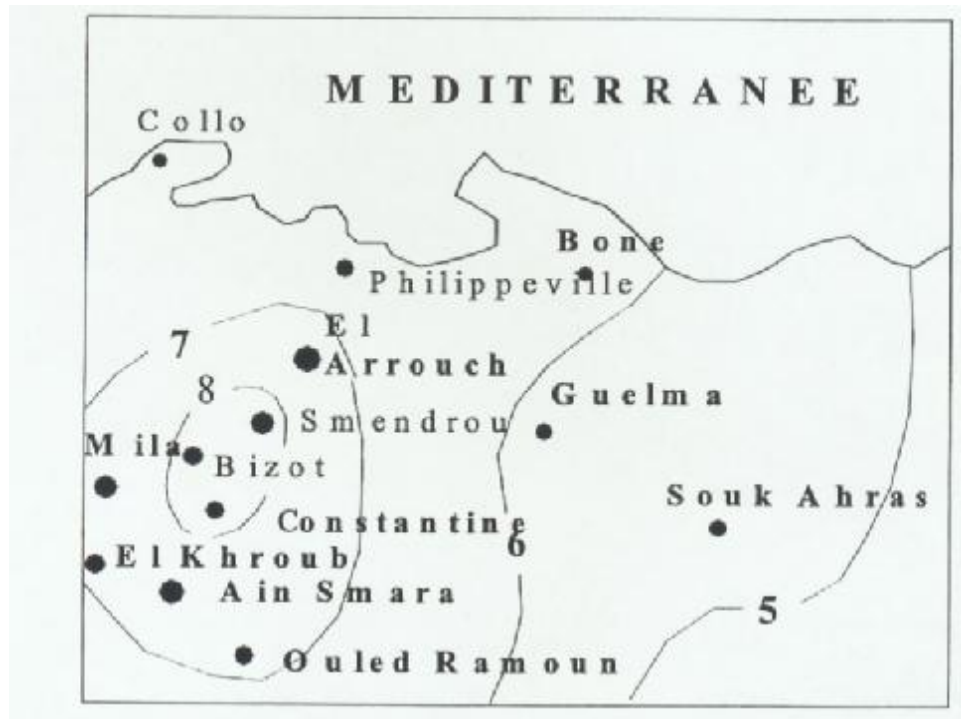 MEDITERRANEE
Collo
Bone
Philippeville
El
Arrouch
7
8
Guelma
Smendrou
Mila
Bizot
Souk Ahras
Constantine
6
El Khroub
Ain Smara
5
Ouled Ramoun